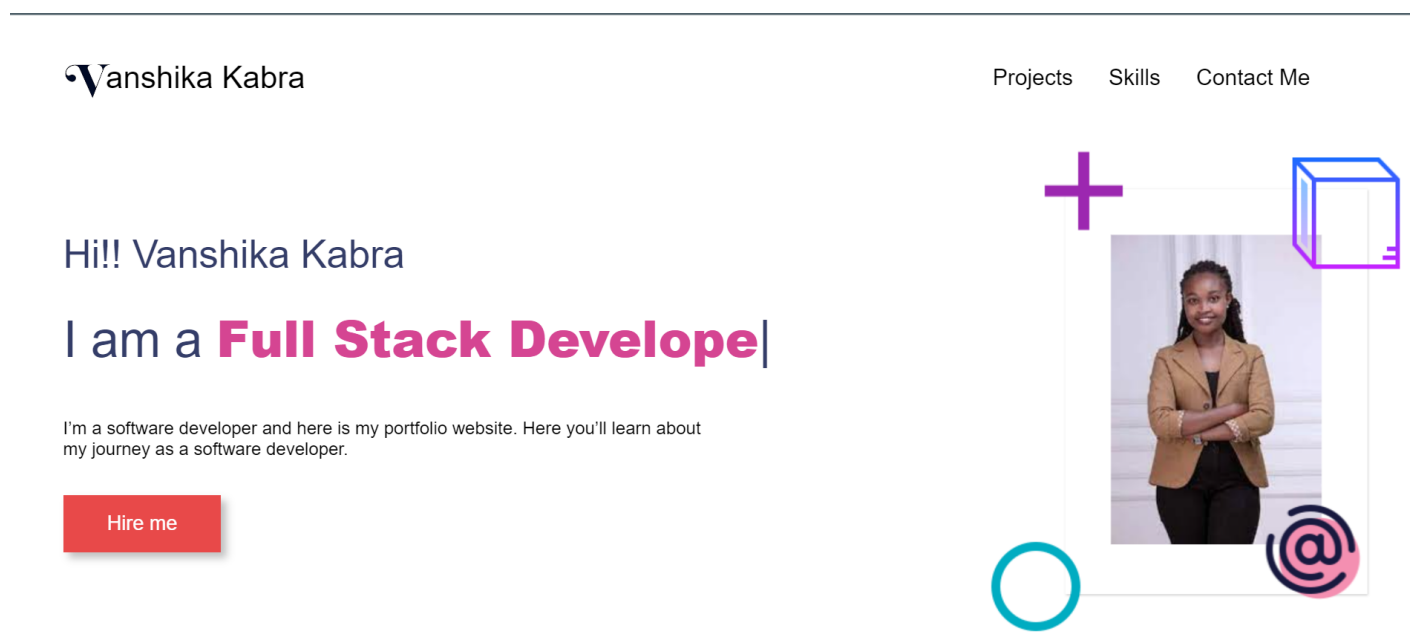 Vanshika Kabra
Projects Skills Contact Me
Hi!! Vanshika Kabra
I am a Full Stack Develope|
I'm a software developer and here is my portfolio website. Here you'll learn about
my journey as a software developer.
Hire me
@